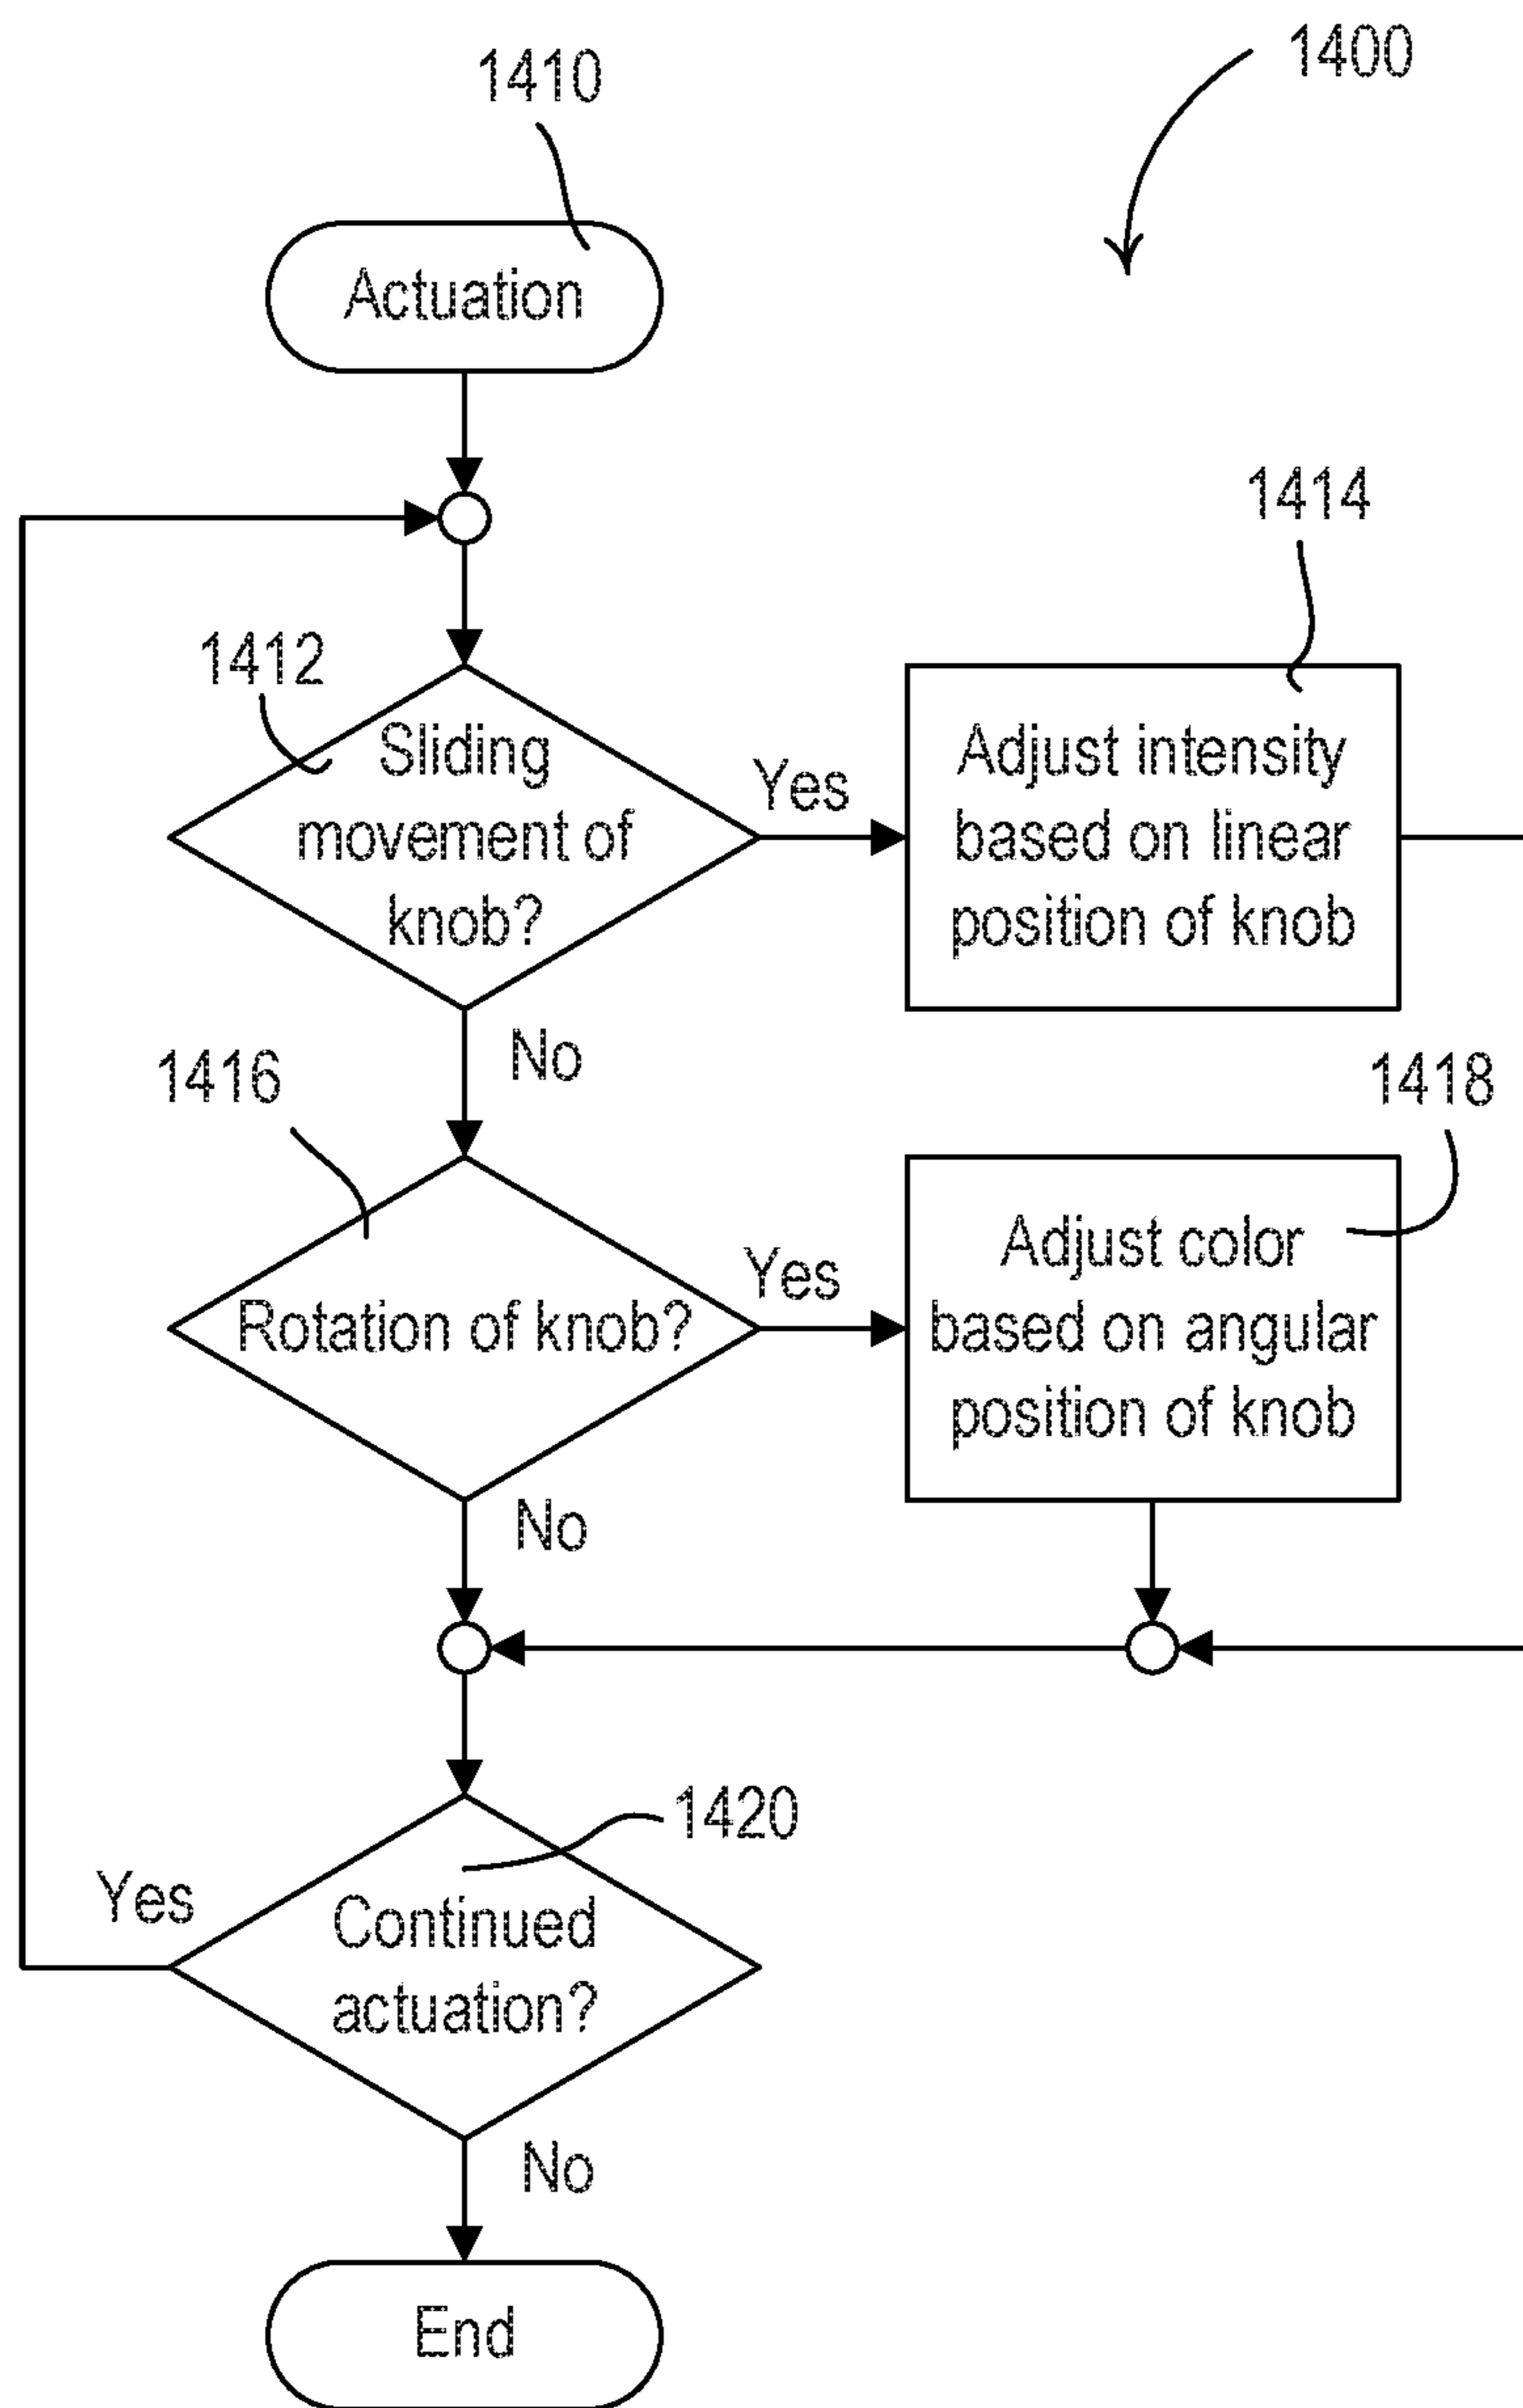 1400
1410
Actuation
1412
Sliding
movement of
knob?
Yes
1414
Adjust intensity
based on linear
position of knob
No
1416
Rotation of knob?
Yes
1418
Adjust color
based on angular
position of knob
No
1420
Continued
actuation?
Yes
No
End